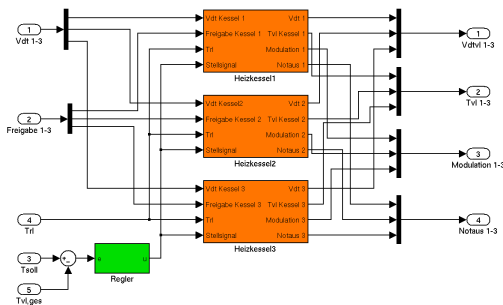 1
Vdt 1-3
2
Freigabe 1-3
4
Trl
3
Tsoll
5
Tvl,ges
e
u
Regler
Vdt Kessel 1
Freigabe Kessel 1
Trl
Stellsignal
Vdt 1
Tvl Kessel 1
Modulation 1
Notaus 1
Heizkessel1
Vdt Kessel2
Freigabe Kessel 2
Trl
Stellsignal
Vdt 2
Tvl Kessel 2
Modulation 2
Notaus 2
Heizkessel2
Vdt Kessel 3
Freigabe Kessel 3
Trl
Stellsignal
Vdt 3
Tvl Kessel 3
Modulation 3
Notaus 3
Heizkessel3
1
Vdtvl 1-3
2
Tvl 1-3
3
Modulation 1-3
4
Notaus 1-3